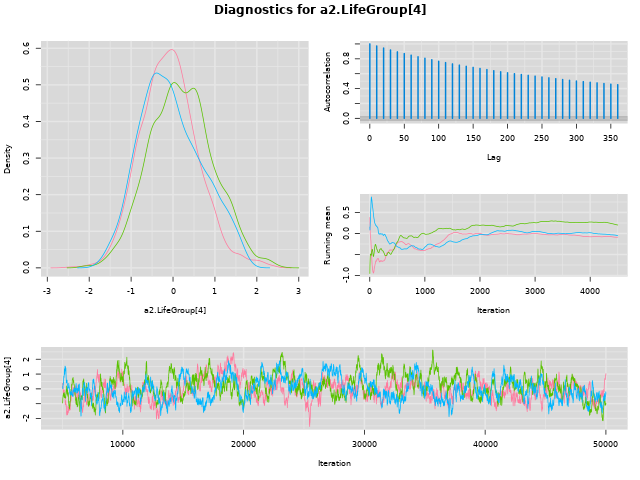 Diagnostics for a2.LifeGroup[4]
Density
0.0 0.1 0.2 0.3 0.4 0.5 0.6
-3 -2 -1 0 1 2 3
a2.LifeGroup[4]
Autocorrelation
0.0 0.4 0.8
0 50 100 150 200 250 300 350
Lag
Running mean
-1.0 0.0 0.5
0 1000 2000 3000 4000
Iteration
a2.LifeGroup[4]
-2 0 1 2
10000 20000 30000 40000 50000
Iteration